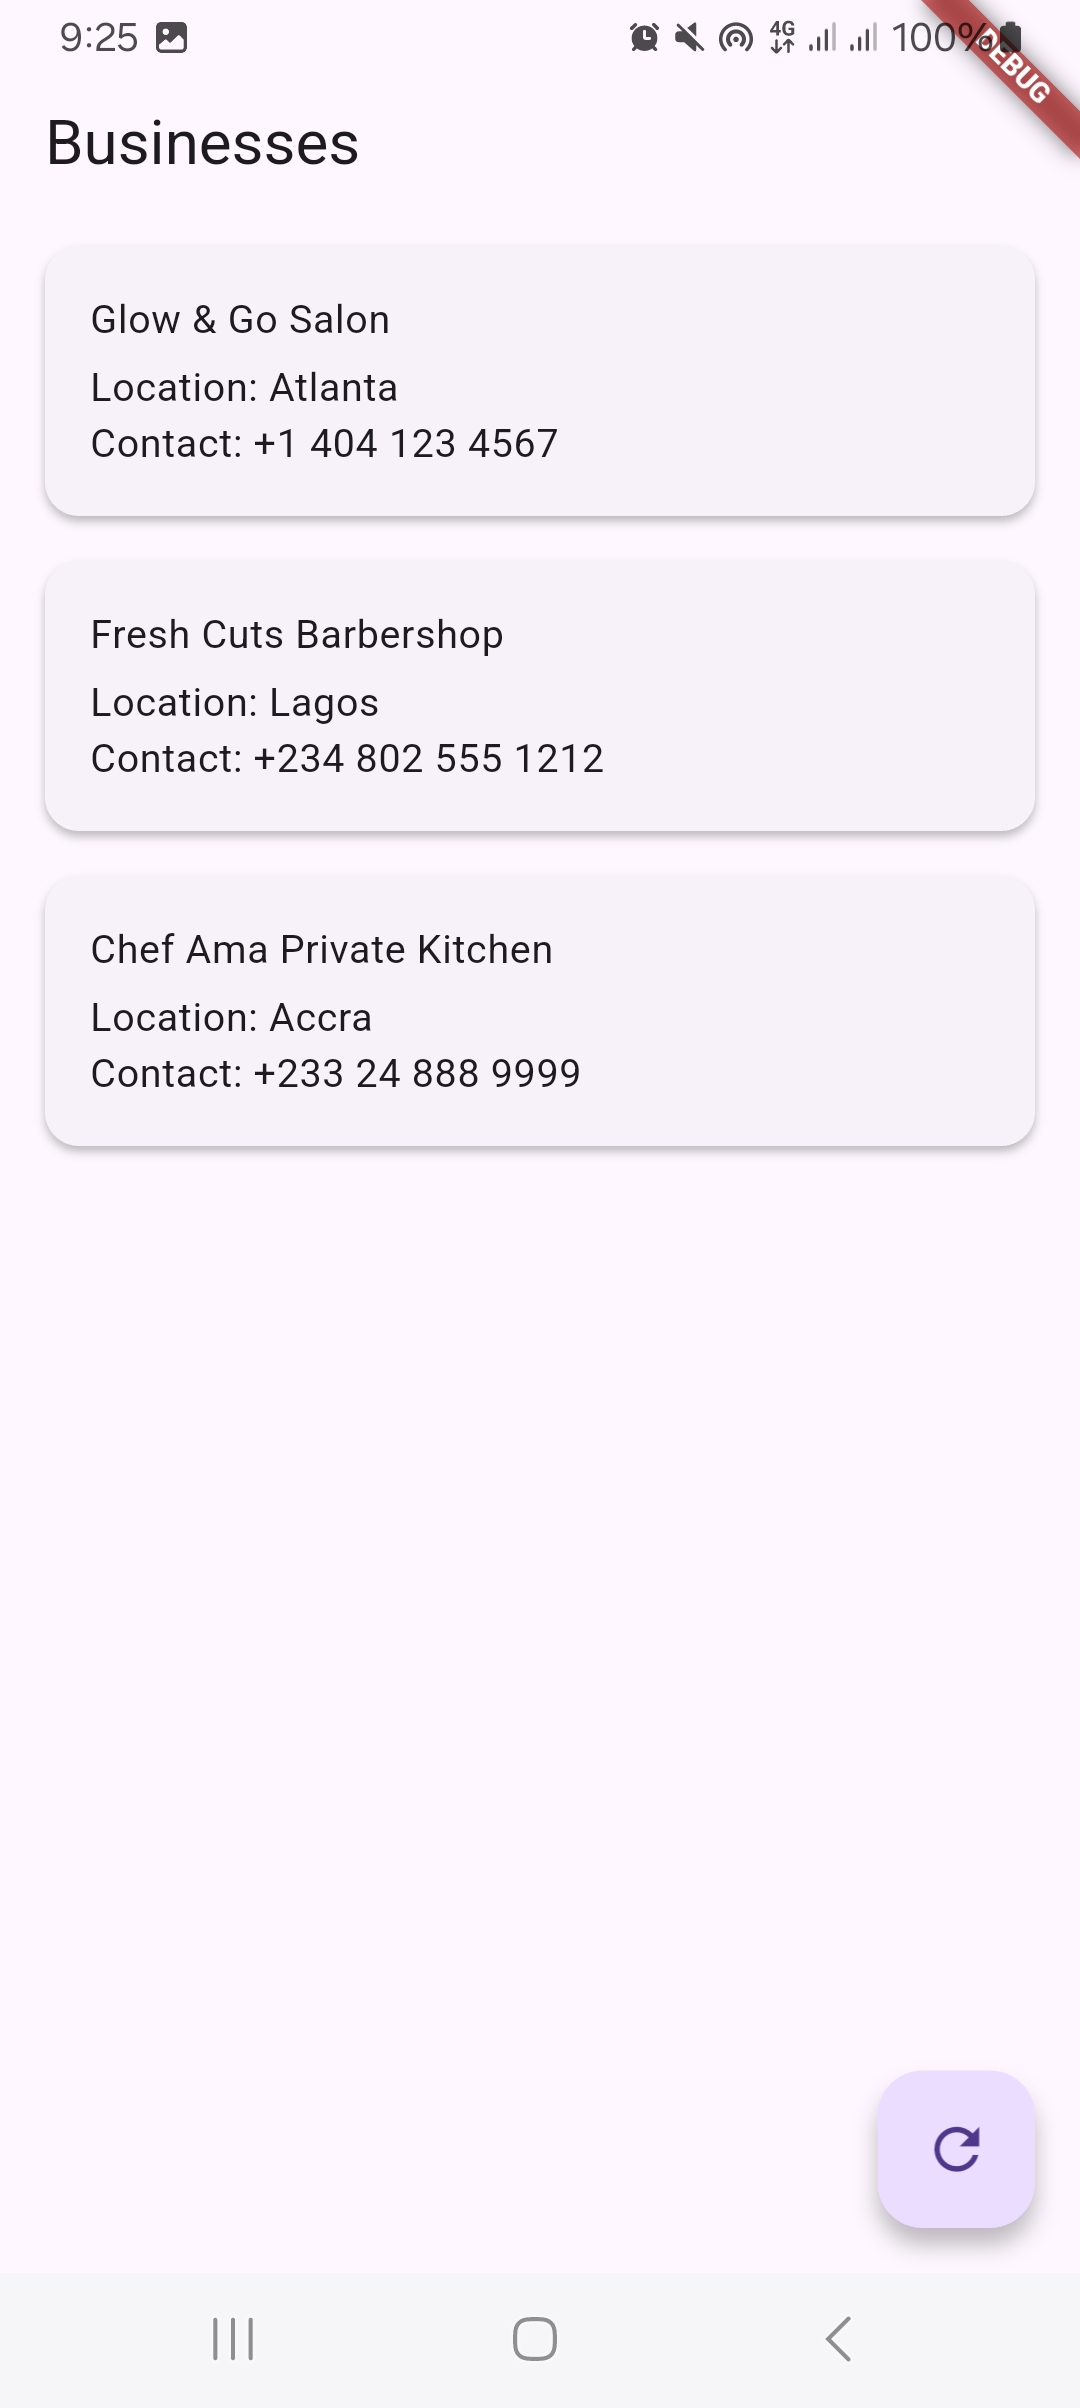 9:25 4G 100%
DEBUG
Businesses
Glow & Go Salon
Location: Atlanta
Contact: +1 404 123 4567
Fresh Cuts Barbershop
Location: Lagos
Contact: +234 802 555 1212
Chef Ama Private Kitchen
Location: Accra
Contact: +233 24 888 9999